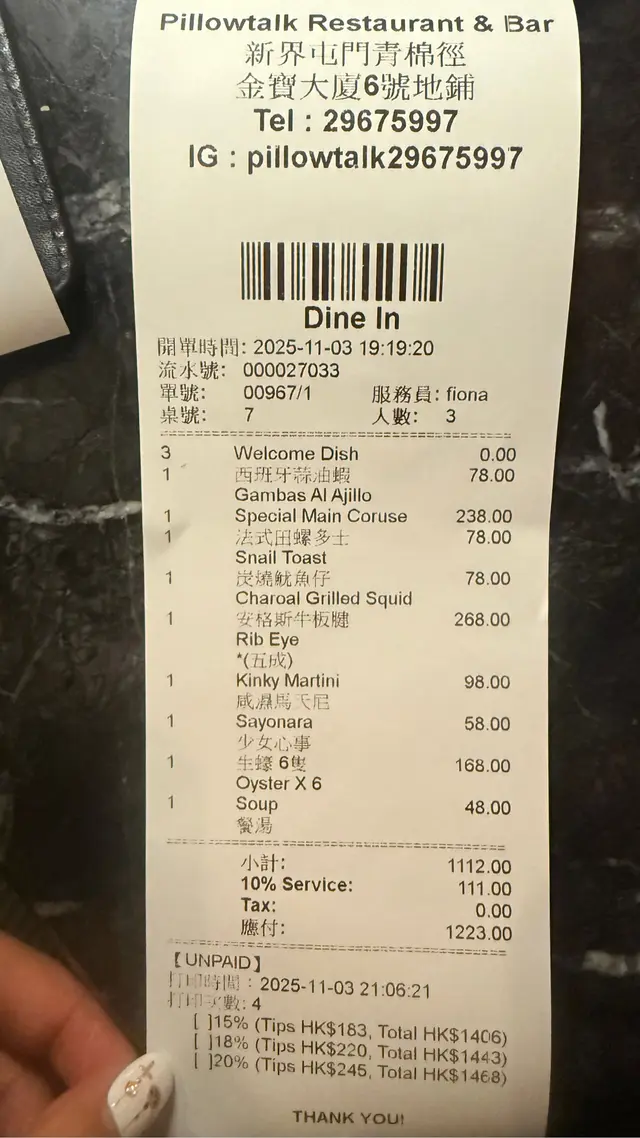 Pillowtalk Restaurant & Bar
新界屯門青棉徑
金寶大廈6號地鋪
Tel : 29675997
IG : pillowtalk29675997
Dine In
開單時間: 2025-11-03 19:19:20
流水號: 000027033
單號: 00967/1 服務員: fiona
桌號: 7 人數: 3
3 Welcome Dish 0.00
1 西班牙蒜油蝦 78.00
Gambas Al Ajillo
1 Special Main Coruse 238.00
1 法式田螺多士 78.00
Snail Toast
1 炭燒魷魚仔 78.00
Charoal Grilled Squid
1 安格斯牛板腱 268.00
Rib Eye
*(五成)
1 Kinky Martini 98.00
咸濕馬天尼
1 Sayonara 58.00
少女心事
1 生蠔 6隻 168.00
Oyster X 6
1 Soup 48.00
餐湯
小計: 1112.00
10% Service: 111.00
Tax: 0.00
應付: 1223.00
【UNPAID】
打印時間 : 2025-11-03 21:06:21
打印次數: 4
[ ]15% (Tips HK$183, Total HK$1406)
[ ]18% (Tips HK$220, Total HK$1443)
[ ]20% (Tips HK$245, Total HK$1468)
THANK YOU!